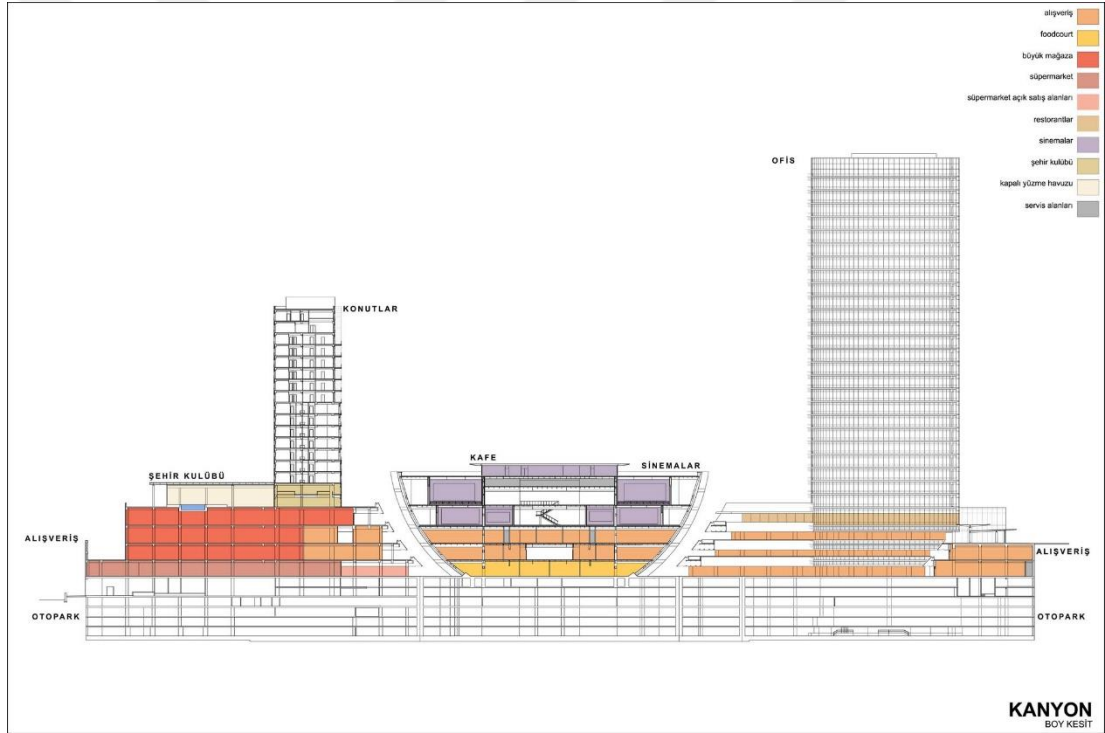 alışveriş
foodcourt
büyük mağaza
süpermarket
süpermarket açık satış alanları
restorantlar
sinemalar
şehir kulübü
kapalı yüzme havuzu
servis alanları
OFİS
KONUTLAR
KAFE
SİNEMALAR
ŞEHİR KULÜBÜ
ALIŞVERİŞ
ALIŞVERİŞ
OTOPARK
OTOPARK
KANYON
BOY KESİT